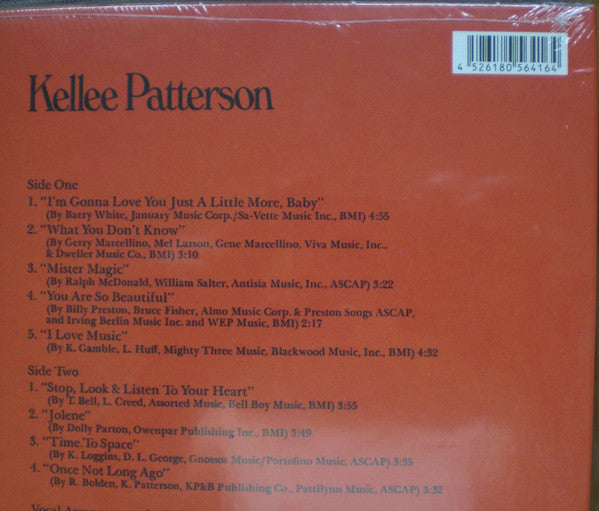 4 526180 564164
Kellee Patterson
Side One
1. "I'm Gonna Love You Just A Little More, Baby"
(By Barry White, January Music Corp./Sa-Vette Music Inc., BMI) 4:55
2. "What You Don't Know"
(By Gerry Marcellino, Mel Larson, Gene Marcellino, Viva Music, Inc.,
& Dweller Music Co., BMI) 3:10
3. "Mister Magic"
(By Ralph McDonald, William Salter, Antisia Music, Inc., ASCAP) 3:22
4. "You Are So Beautiful"
(By Billy Preston, Bruce Fisher, Almo Music Corp. & Preston Songs ASCAP,
and Irving Berlin Music Inc. and WEP Music, BMI) 2:17
5. "I Love Music"
(By K. Gamble, L. Huff, Mighty Three Music, Blackwood Music, Inc., BMI) 4:32
Side Two
1. "Stop, Look & Listen To Your Heart"
(By T. Bell, L. Creed, Assorted Music, Bell Boy Music, BMI) 3:55
2. "Jolene"
(By Dolly Parton, Owenpar Publishing Inc., BMI) 3:49
3. "Time To Space"
(By K. Loggins, D. L. George, Gnossos Music/Portofino Music, ASCAP) 3:35
4. "Once Not Long Ago"
(By R. Bolden, K. Patterson, KP&B Publishing Co., Pattilynn Music, ASCAP) 3:32